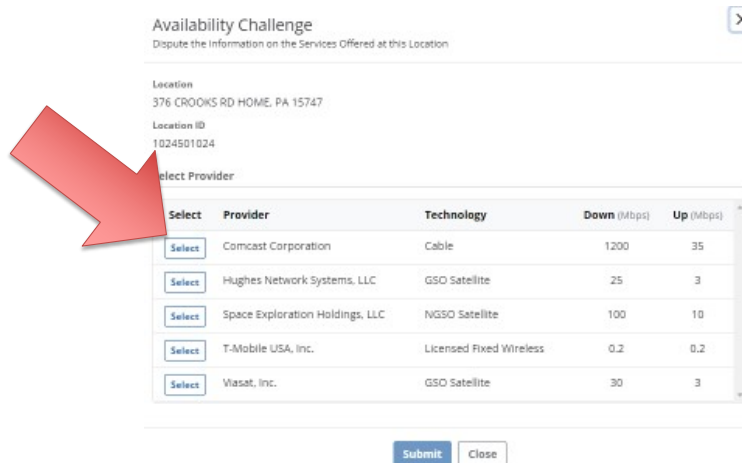 Availability Challenge
Dispute the Information on the Services Offered at this Location
Location
376 CROOKS RD HOME, PA 15747
Location ID
1024501024
elect Provider
Select Provider Technology Down (Mbps) Up (Mbps)
Select Comcast Corporation Cable 1200 35
Select Hughes Network Systems, LLC GSO Satellite 25 3
Select Space Exploration Holdings, LLC NGSO Satellite 100 10
Select T-Mobile USA, Inc. Licensed Fixed Wireless 0.2 0.2
Select Viasat, Inc. GSO Satellite 30 3
Submit Close